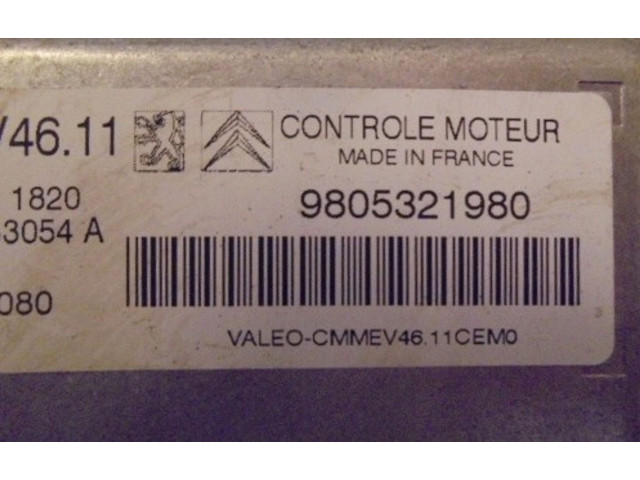 V46.11
CONTROLE MOTEUR
MADE IN FRANCE
1820
9805321980
3054 A
080
VALEO-CMMEV46.11CEM0